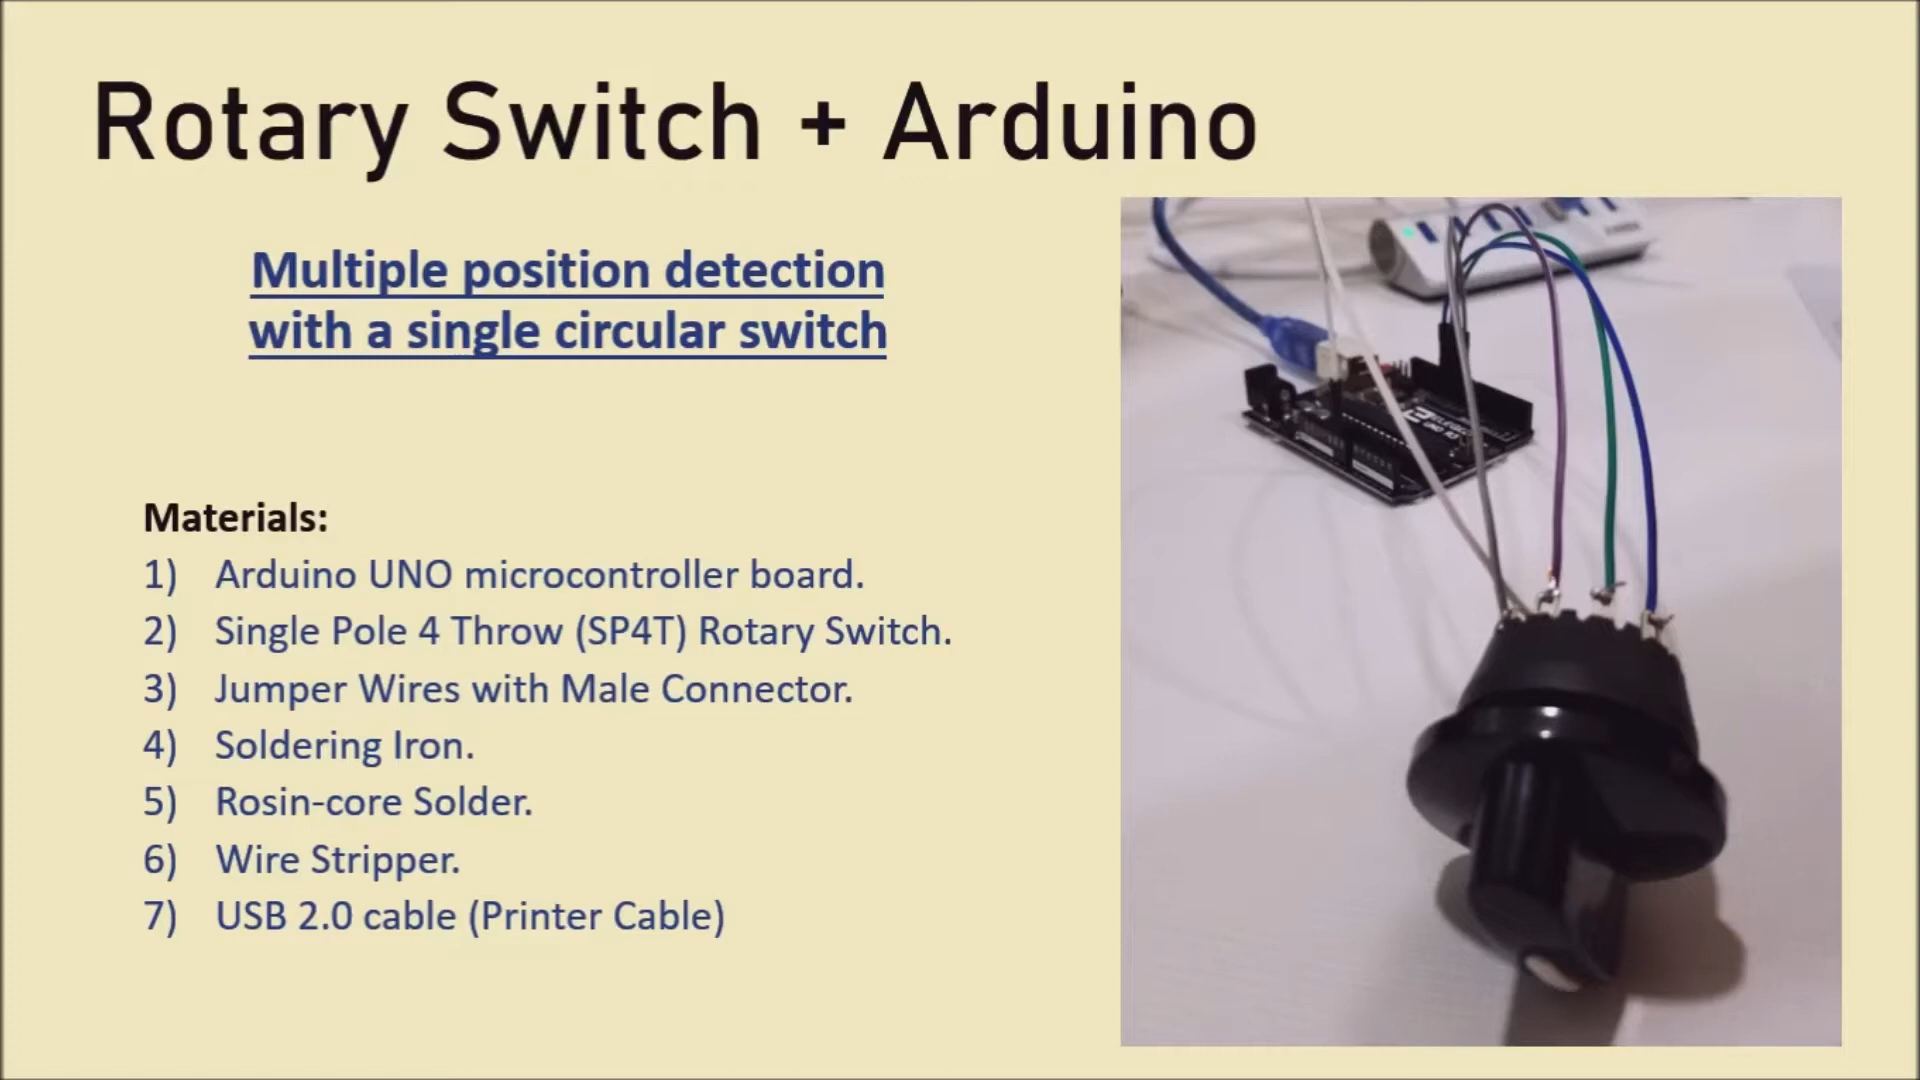 Rotary Switch + Arduino
Multiple position detection
with a single circular switch
Materials:
1) Arduino UNO microcontroller board.
2) Single Pole 4 Throw (SP4T) Rotary Switch.
3) Jumper Wires with Male Connector.
4) Soldering Iron.
5) Rosin-core Solder.
6) Wire Stripper.
7) USB 2.0 cable (Printer Cable)